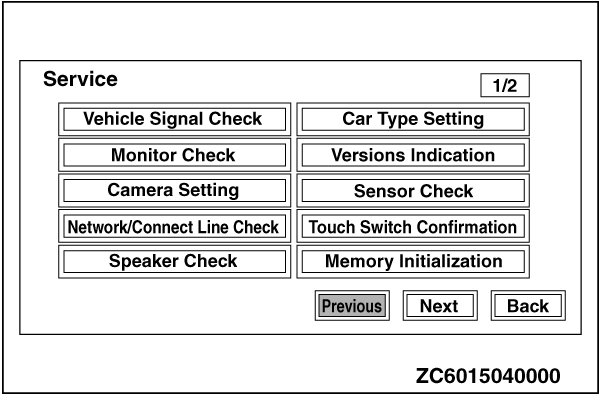 Service
1/2
Vehicle Signal Check
Car Type Setting
Monitor Check
Versions Indication
Camera Setting
Sensor Check
Network/Connect Line Check
Touch Switch Confirmation
Speaker Check
Memory Initialization
Previous
Next
Back
ZC6015040000